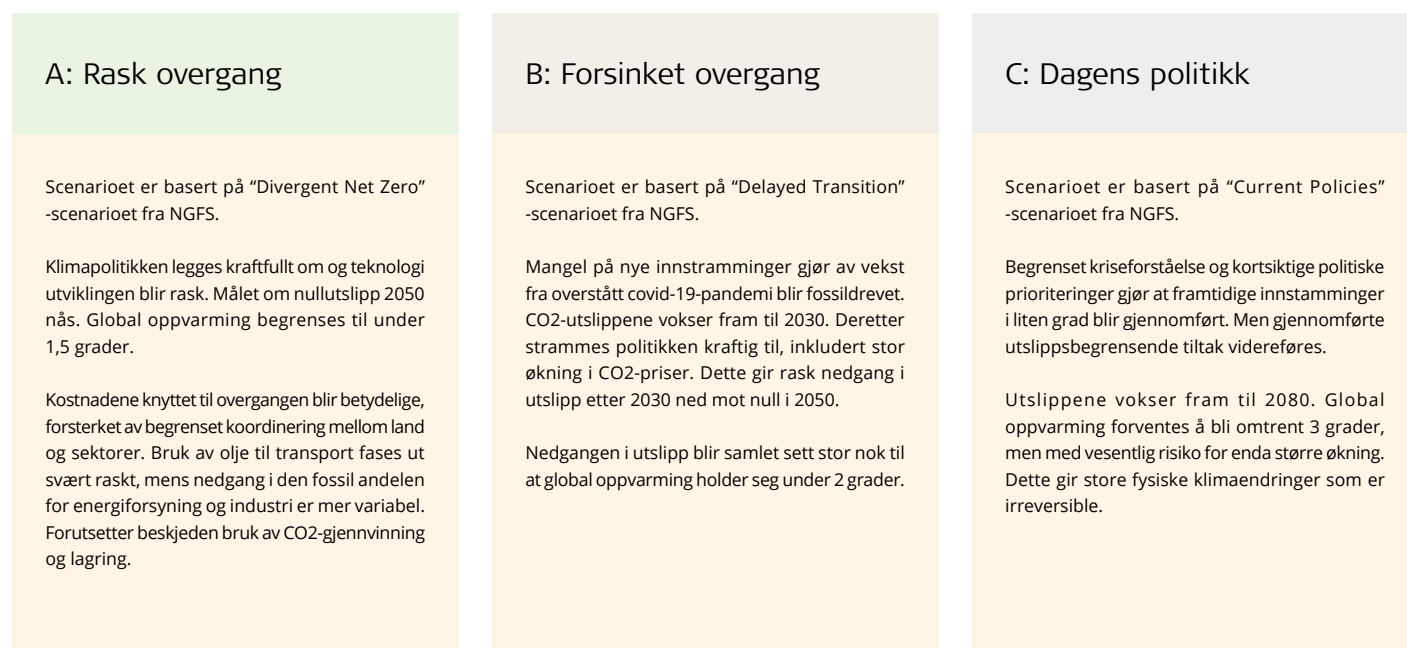 A: Rask overgang
Scenarioet er basert på “Divergent Net Zero”
-scenarioet fra NGFS.
Klimapolitikken legges kraftfullt om og teknologi
utviklingen blir rask. Målet om nullutslipp 2050
nås. Global oppvarming begrenses til under
1,5 grader.
Kostnadene knyttet til overgangen blir betydelige,
forsterket av begrenset koordinering mellom land
og sektorer. Bruk av olje til transport fases ut
svært raskt, mens nedgang i den fossil andelen
for energiforsyning og industri er mer variabel.
Forutsetter beskjeden bruk av CO2-gjennvinning
og lagring.
B: Forsinket overgang
Scenarioet er basert på “Delayed Transition”
-scenarioet fra NGFS.
Mangel på nye innstramminger gjør av vekst
fra overstått covid-19-pandemi blir fossildrevet.
CO2-utslippene vokser fram til 2030. Deretter
strammes politikken kraftig til, inkludert stor
økning i CO2-priser. Dette gir rask nedgang i
utslipp etter 2030 ned mot null i 2050.
Nedgangen i utslipp blir samlet sett stor nok til
at global oppvarming holder seg under 2 grader.
C: Dagens politikk
Scenarioet er basert på “Current Policies”
-scenarioet fra NGFS.
Begrenset kriseforståelse og kortsiktige politiske
prioriteringer gjør at framtidige innstamminger
i liten grad blir gjennomført. Men gjennomførte
utslippsbegrensende tiltak videreføres.
Utslippene vokser fram til 2080. Global
oppvarming forventes å bli omtrent 3 grader,
men med vesentlig risiko for enda større økning.
Dette gir store fysiske klimaendringer som er
irreversible.